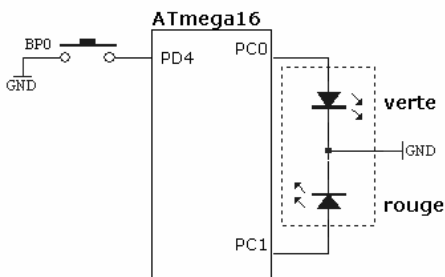 ATmega16
BP0
PD4
GND
PC0
verte
GND
rouge
PC1